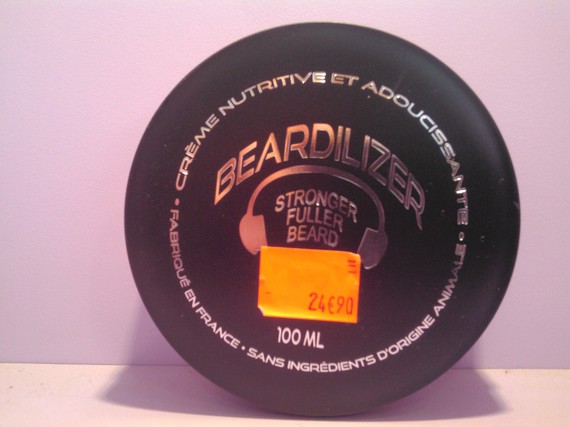 CRÈME NUTRITIVE ET ADOUCISSANTE •
BEARDILIZER
STRONGER
FULLER
BEARD
24€90
100 ML
• FABRIQUÉ EN FRANCE • SANS INGRÉDIENTS D'ORIGINE ANIMALE